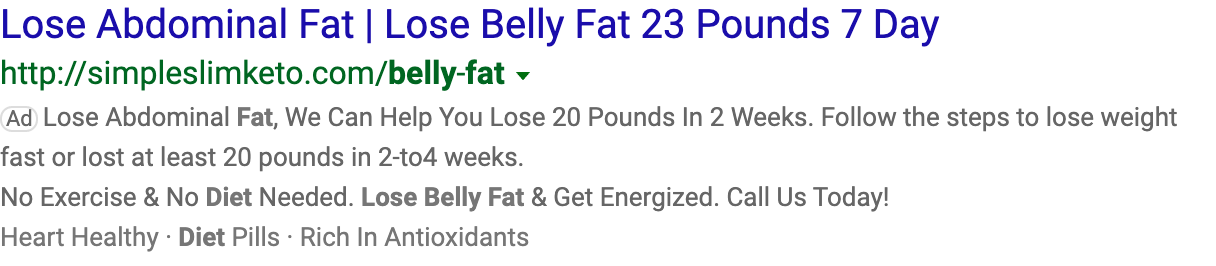 Lose Abdominal Fat | Lose Belly Fat 23 Pounds 7 Day
http://simpleslimketo.com/belly-fat
Ad Lose Abdominal Fat, We Can Help You Lose 20 Pounds In 2 Weeks. Follow the steps to lose weight
fast or lost at least 20 pounds in 2-to4 weeks.
No Exercise & No Diet Needed. Lose Belly Fat & Get Energized. Call Us Today!
Heart Healthy · Diet Pills · Rich In Antioxidants